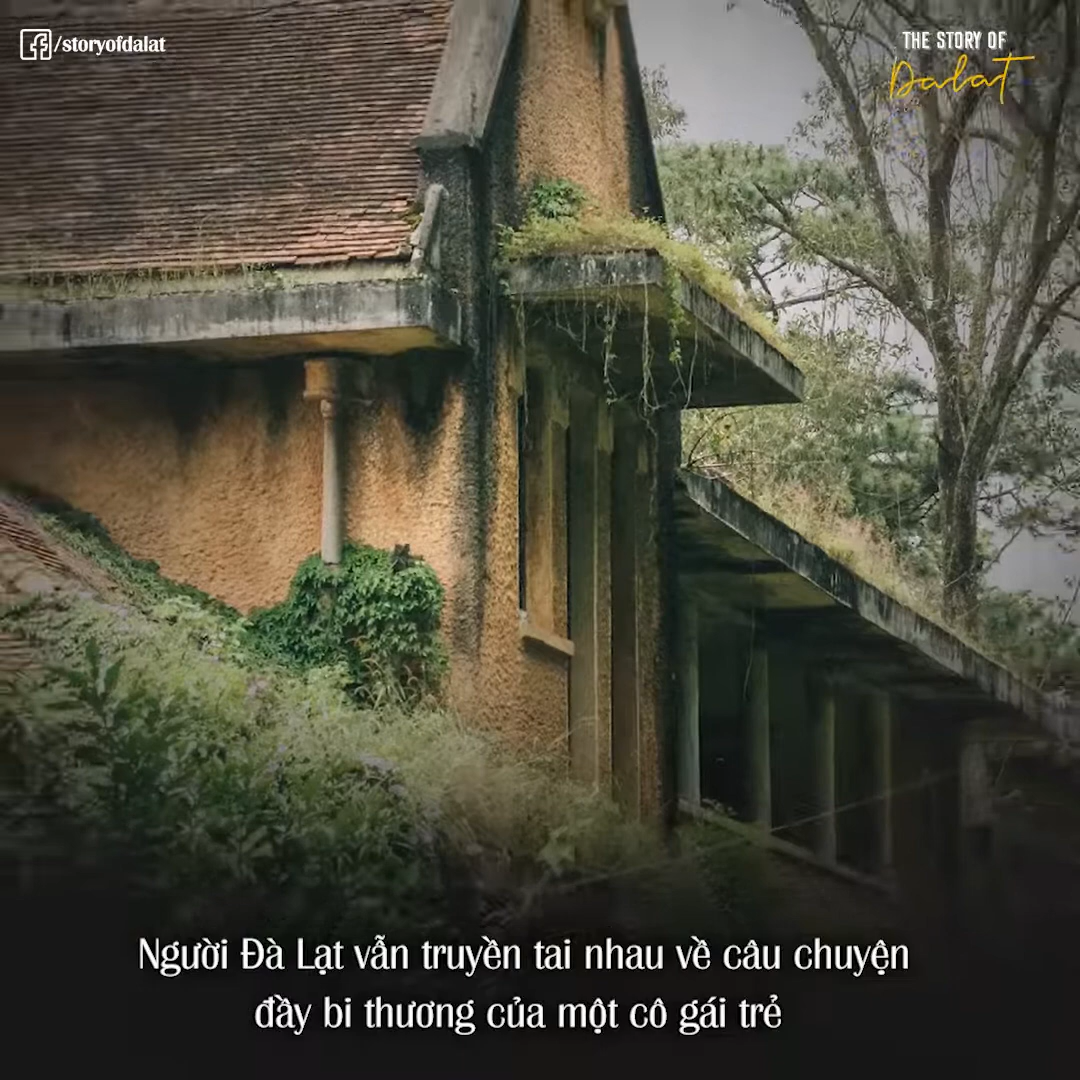 /storyofdalat
THE STORY OF
Dalat
Người Đà Lạt vẫn truyền tai nhau về câu chuyện
đầy bi thương của một cô gái trẻ